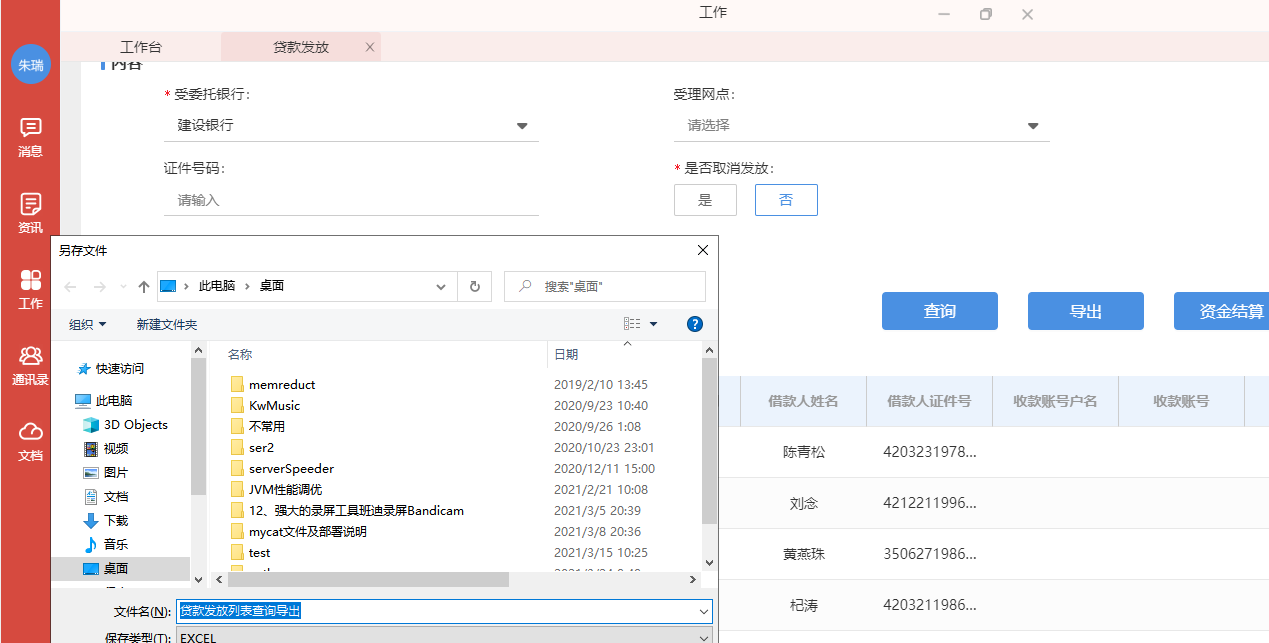 工作
工作台
贷款发放
朱瑞
消息
资讯
工作
通讯录
文档
内容
* 受委托银行:
建设银行
受理网点:
请选择
证件号码:
请输入
* 是否取消发放:
是
否
查询
导出
资金结算
借款人姓名
借款人证件号
收款账号户名
收款账号
陈青松
4203231978...
刘念
4212211996...
黄燕珠
3506271986...
杞涛
4203211986...
另存文件
此电脑 › 桌面
搜索"桌面"
组织
新建文件夹
快速访问
此电脑
3D Objects
视频
图片
文档
下载
音乐
桌面
名称
日期
memreduct 2019/2/10 13:45
KwMusic 2020/9/23 10:40
不常用 2020/9/26 1:08
ser2 2020/10/23 23:01
serverSpeeder 2020/12/11 15:00
JVM性能调优 2021/2/21 10:08
12、强大的录屏工具班迪录屏Bandicam 2021/3/5 20:39
mycat文件及部署说明 2021/3/8 20:36
test 2021/3/15 10:25
文件名(N): 贷款发放列表查询导出
保存类型(T): EXCEL